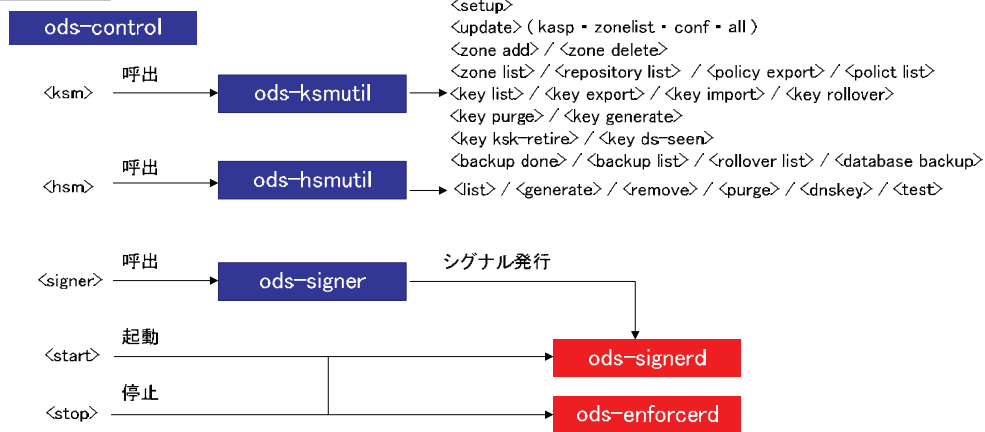 ods-control
<setup>
<update>(kasp・zonelist・conf・all)
<zone add>/<zone delete>
<zone list>/<repository list> /<policy export>/<polict list>
<key list>/<key export>/<key import>/<key rollover>
<key purge>/<key generate>
<key ksk-retire>/<key ds-seen>
<backup done>/<backup list>/<rollover list>/<database backup>
<ksm>
呼出
ods-ksmutil
<hsm>
呼出
ods-hsmutil
<list>/<generate>/<remove>/<purge>/<dnskey>/<test>
<signer>
呼出
ods-signer
シグナル発行
<start>
起動
ods-signerd
<stop>
停止
ods-enforcerd